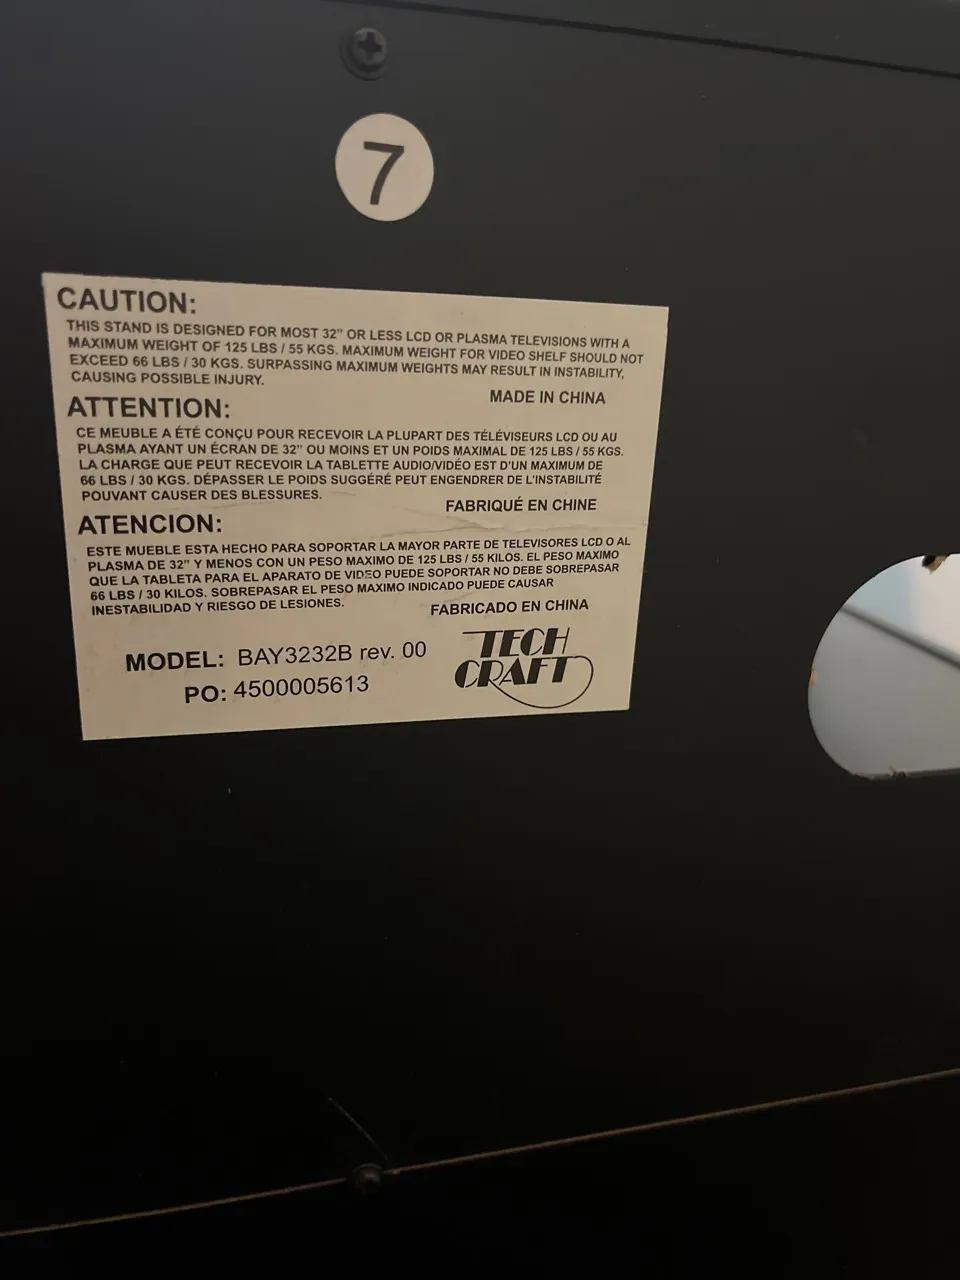 7
CAUTION:
THIS STAND IS DESIGNED FOR MOST 32" OR LESS LCD OR PLASMA TELEVISIONS WITH A
MAXIMUM WEIGHT OF 125 LBS / 55 KGS. MAXIMUM WEIGHT FOR VIDEO SHELF SHOULD NOT
EXCEED 66 LBS / 30 KGS. SURPASSING MAXIMUM WEIGHTS MAY RESULT IN INSTABILITY,
CAUSING POSSIBLE INJURY.
MADE IN CHINA
ATTENTION:
CE MEUBLE A ÉTÉ CONÇU POUR RECEVOIR LA PLUPART DES TÉLÉVISEURS LCD OU AU
PLASMA AYANT UN ÉCRAN DE 32" OU MOINS ET UN POIDS MAXIMAL DE 125 LBS / 55 KGS.
LA CHARGE QUE PEUT RECEVOIR LA TABLETTE AUDIO/VIDÉO EST D'UN MAXIMUM DE
66 LBS / 30 KGS. DÉPASSER LE POIDS SUGGÉRÉ PEUT ENGENDRER DE L'INSTABILITÉ
POUVANT CAUSER DES BLESSURES.
FABRIQUÉ EN CHINE
ATENCION:
ESTE MUEBLE ESTA HECHO PARA SOPORTAR LA MAYOR PARTE DE TELEVISORES LCD O AL
PLASMA DE 32" Y MENOS CON UN PESO MAXIMO DE 125 LBS / 55 KILOS. EL PESO MAXIMO
QUE LA TABLETA PARA EL APARATO DE VIDEO PUEDE SOPORTAR NO DEBE SOBREPASAR
66 LBS / 30 KILOS. SOBREPASAR EL PESO MAXIMO INDICADO PUEDE CAUSAR
INESTABILIDAD Y RIESGO DE LESIONES.
FABRICADO EN CHINA
MODEL: BAY3232B rev. 00
PO: 4500005613
TECH
CRAFT